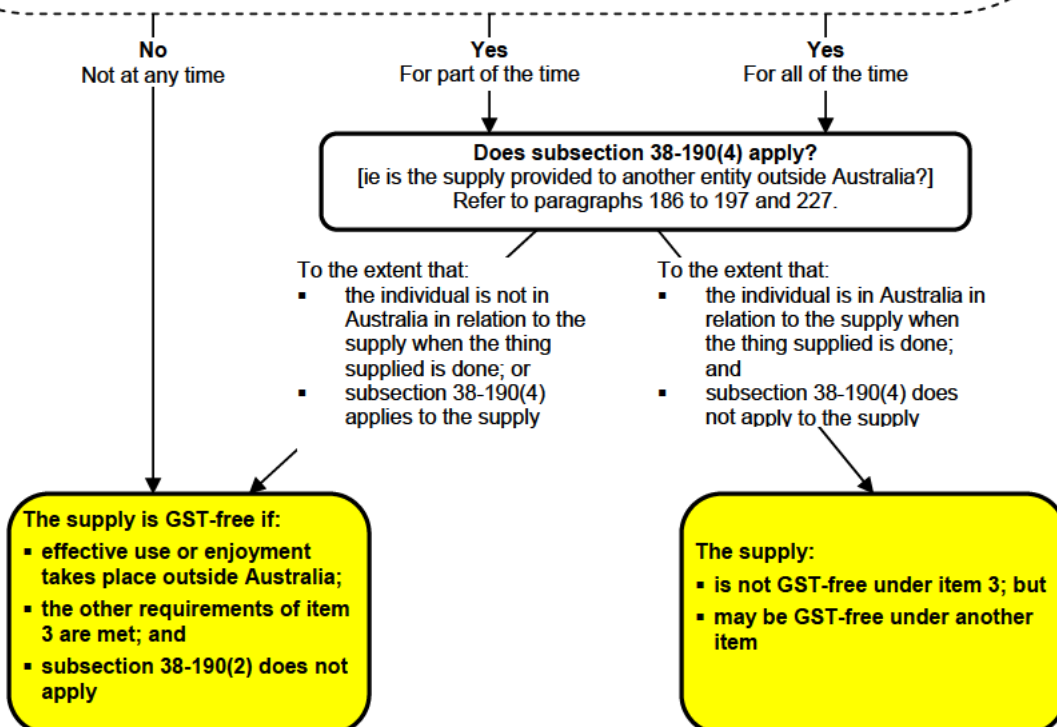 No
Not at any time
Yes
For part of the time
Yes
For all of the time
Does subsection 38-190(4) apply?
[ie is the supply provided to another entity outside Australia?]
Refer to paragraphs 186 to 197 and 227.
To the extent that:
▪ the individual is not in
Australia in relation to the
supply when the thing
supplied is done; or
▪ subsection 38-190(4)
applies to the supply
To the extent that:
▪ the individual is in Australia in
relation to the supply when
the thing supplied is done;
and
▪ subsection 38-190(4) does
not apply to the supply
The supply is GST-free if:
▪ effective use or enjoyment
takes place outside Australia;
▪ the other requirements of item
3 are met; and
▪ subsection 38-190(2) does not
apply
The supply:
▪ is not GST-free under item 3; but
▪ may be GST-free under another
item